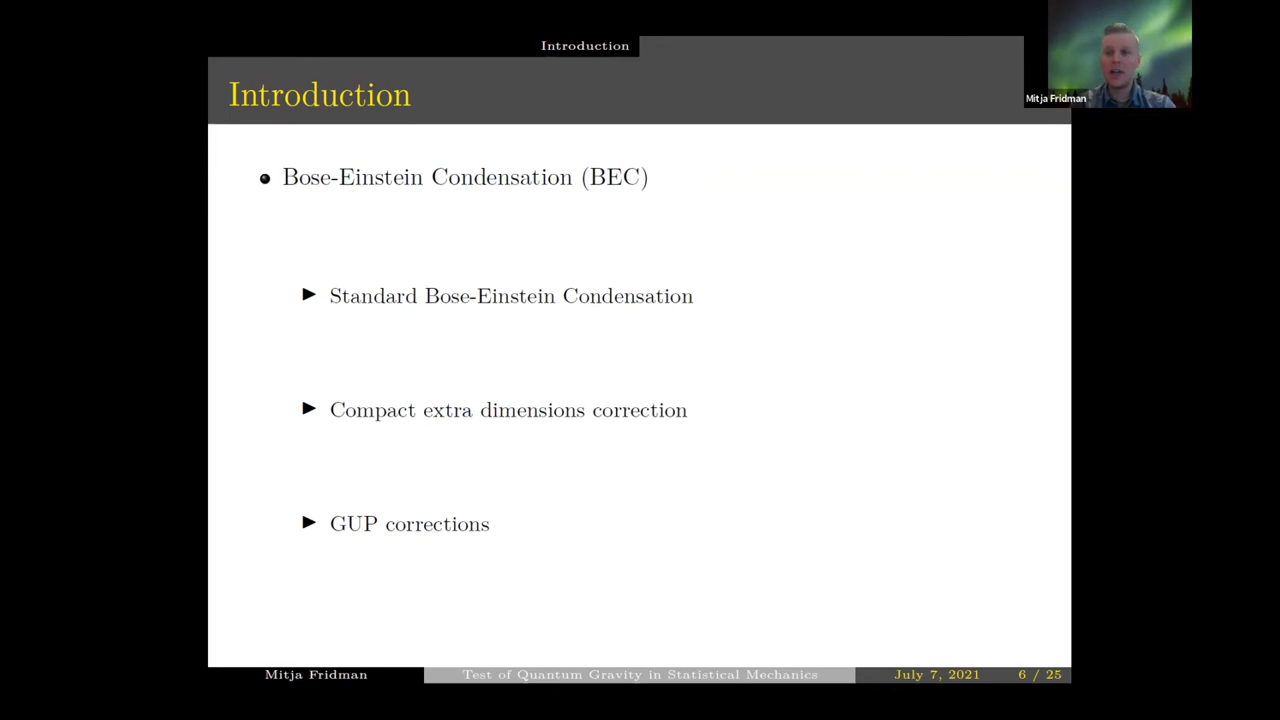 Introduction
Introduction
Mitja Fridman
Bose-Einstein Condensation (BEC)
Standard Bose-Einstein Condensation
Compact extra dimensions correction
GUP corrections
Mitja Fridman Test of Quantum Gravity in Statistical Mechanics July 7, 2021 6 / 25